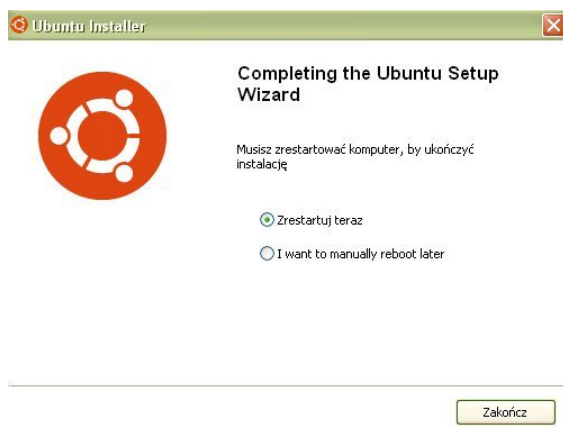 Ubuntu Installer
Completing the Ubuntu Setup
Wizard
Musisz zrestartować komputer, by ukończyć
instalację
Zrestartuj teraz
I want to manually reboot later
Zakończ